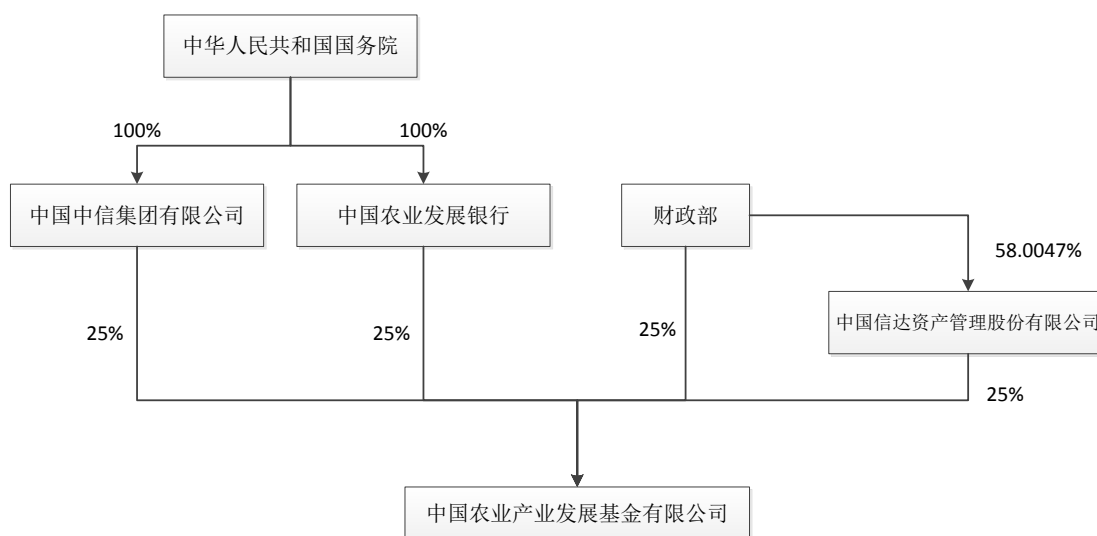 中华人民共和国国务院
100%
100%
中国中信集团有限公司
中国农业发展银行
财政部
58.0047%
中国信达资产管理股份有限公司
25%
25%
25%
25%
中国农业产业发展基金有限公司